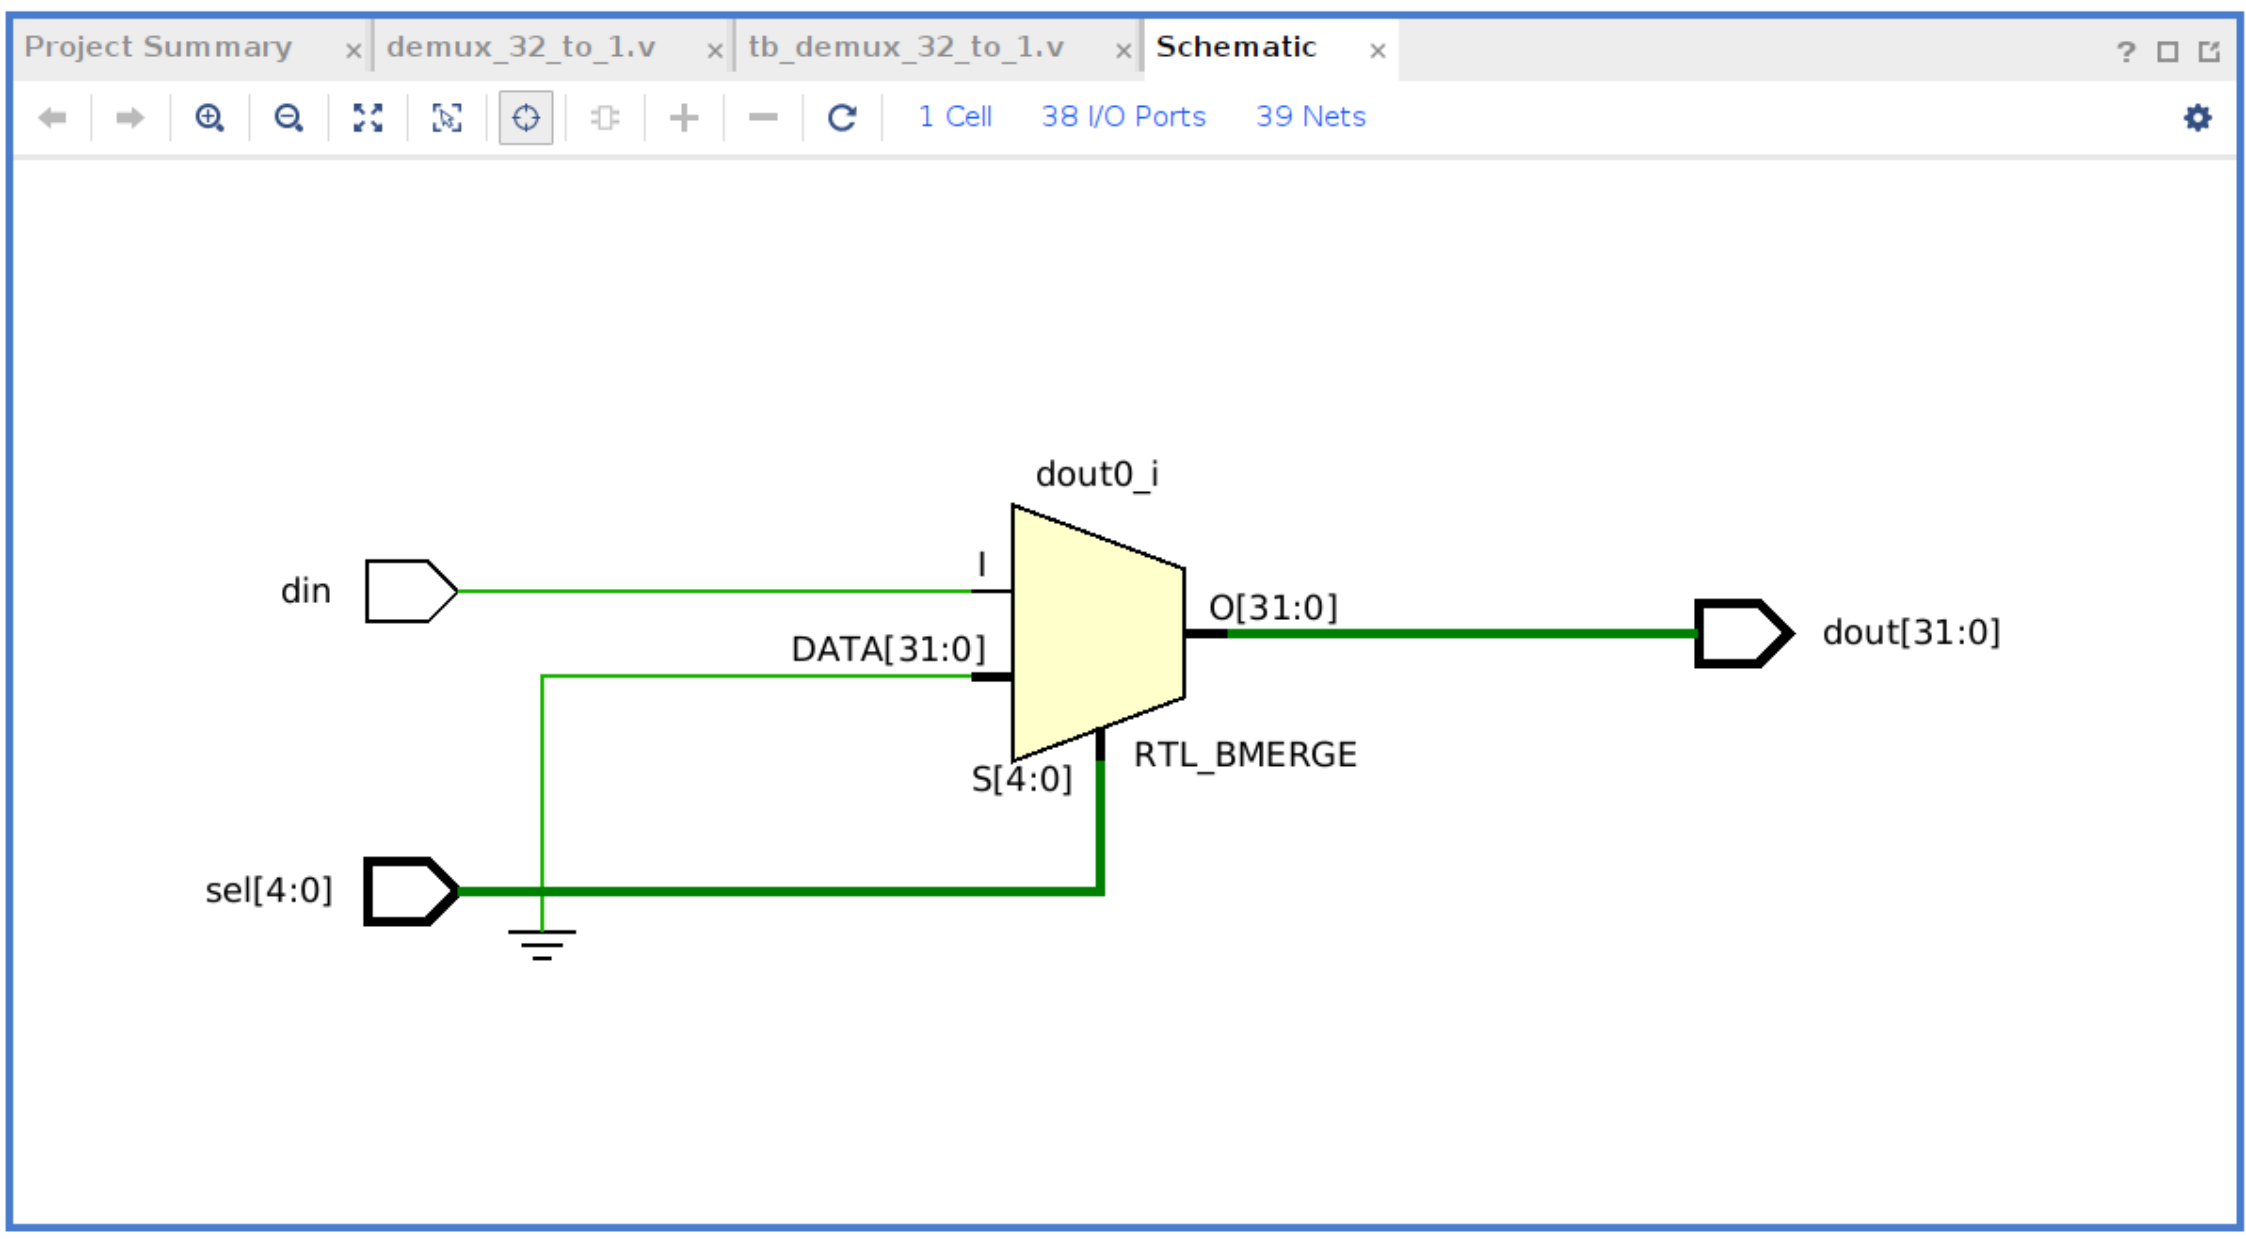 Project Summary × demux_32_to_1.v × tb_demux_32_to_1.v × Schematic × ?
1 Cell 38 I/O Ports 39 Nets
dout0_i
I
din
O[31:0]
dout[31:0]
DATA[31:0]
RTL_BMERGE
S[4:0]
sel[4:0]